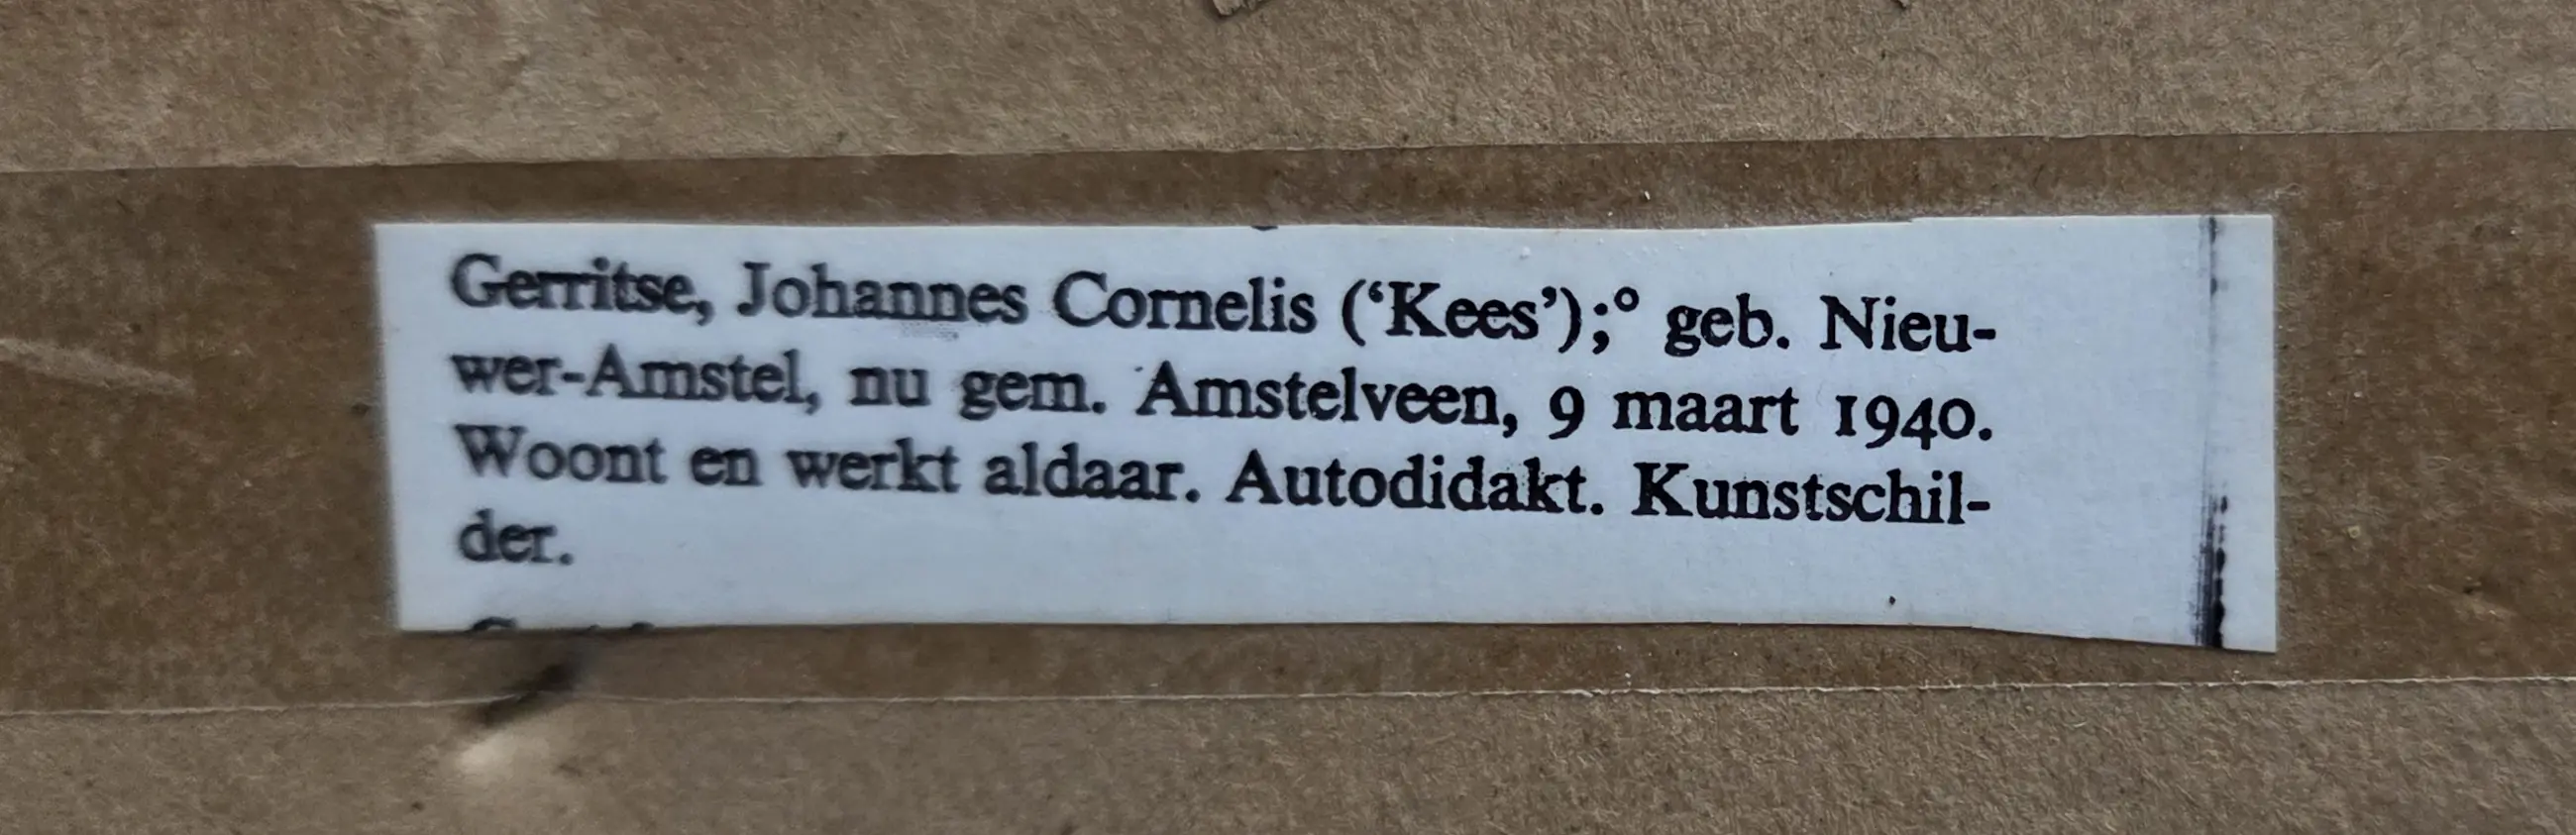 Gerritse, Johannes Cornelis (‘Kees’);° geb. Nieu-
wer-Amstel, nu gem. Amstelveen, 9 maart 1940.
Woont en werkt aldaar. Autodidakt. Kunstschil-
der.